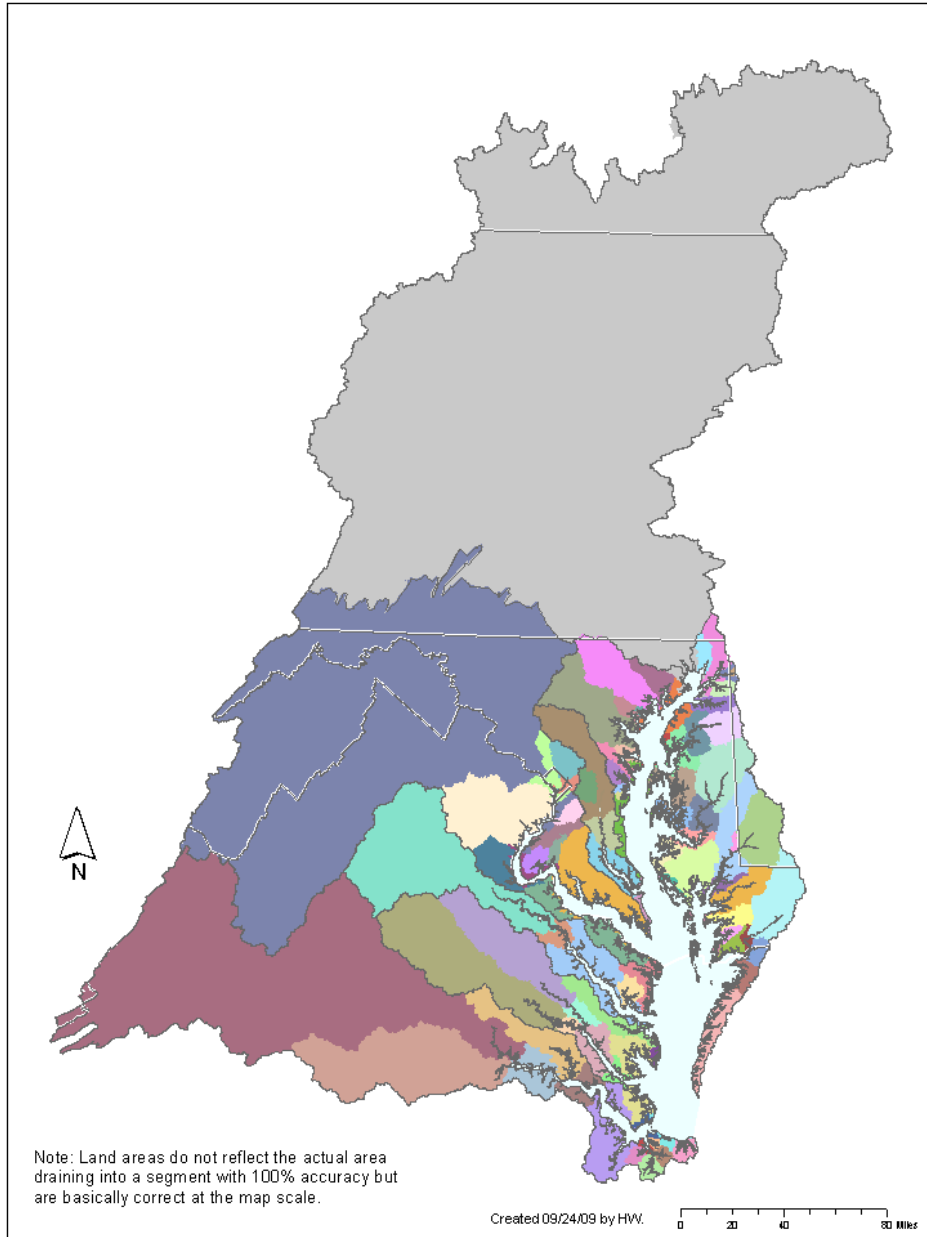 N
Note: Land areas do not reflect the actual area
draining into a segment with 100% accuracy but
are basically correct at the map scale.
Created 09/24/09 by HW.
0 20 40 80 Miles